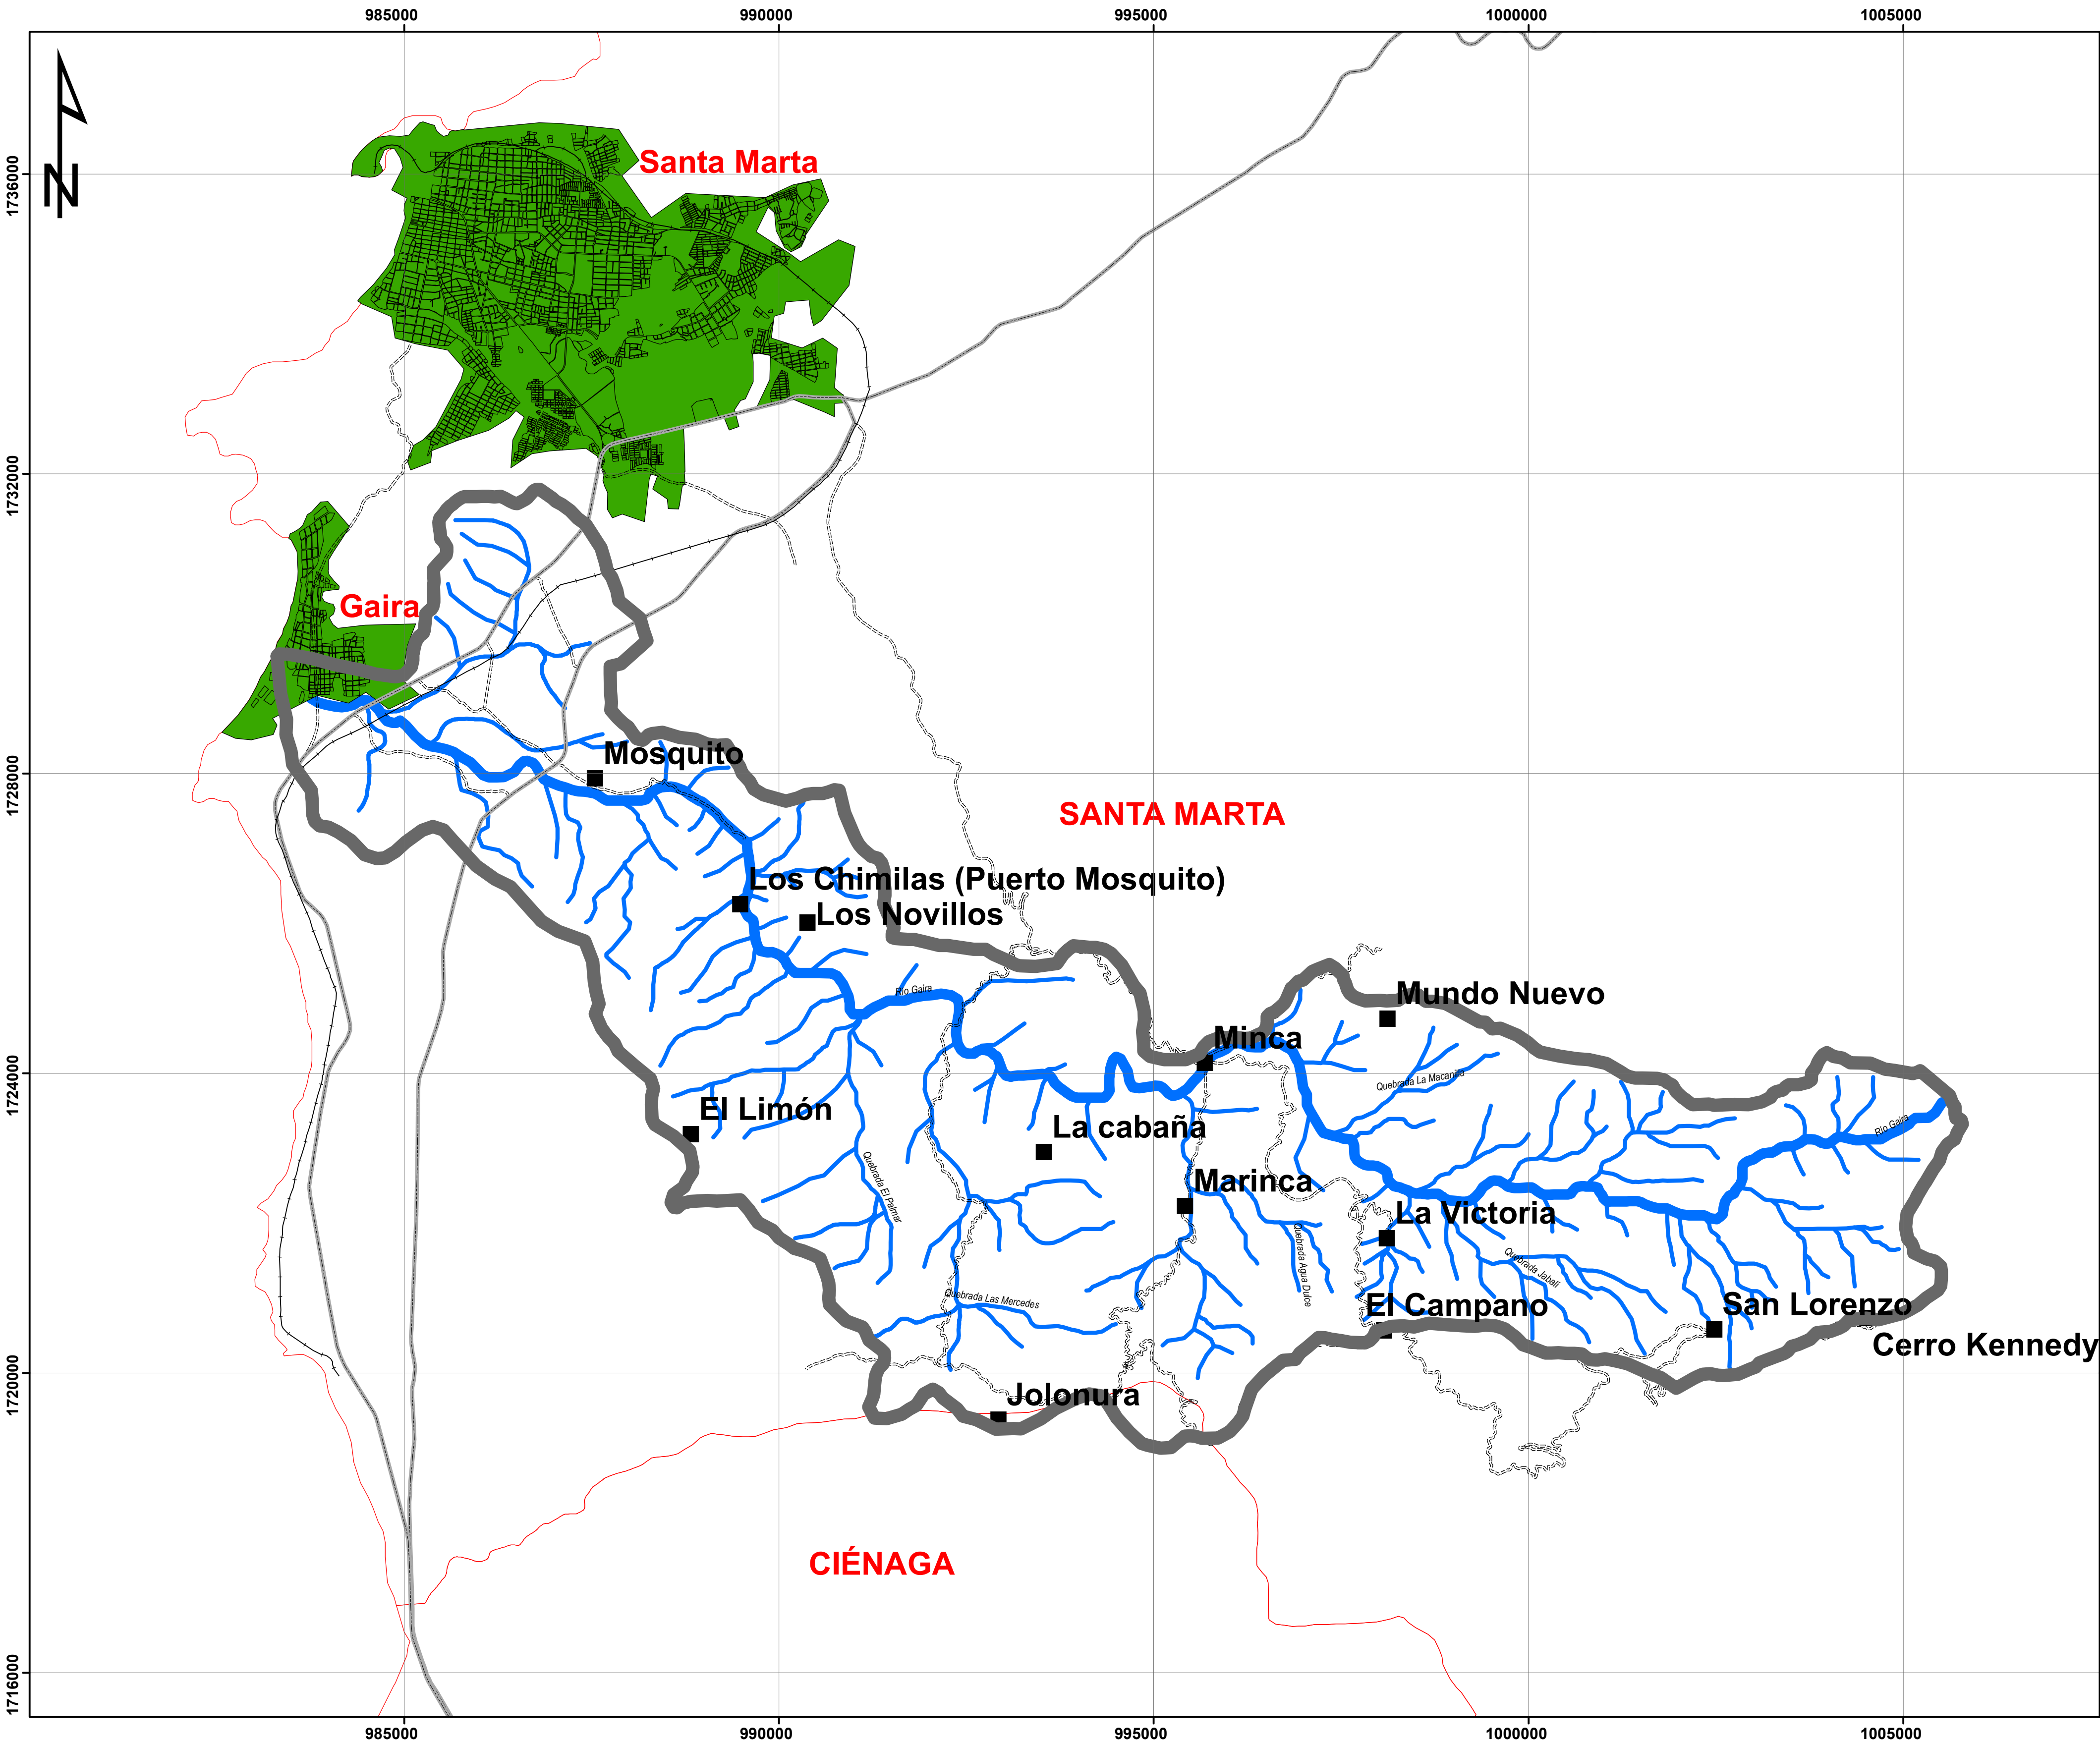 985000 990000 995000 1000000 1005000
1736000
1732000
1728000
1724000
1720000
1716000
N
Santa Marta
Gaira
Mosquito
SANTA MARTA
Los Chimilas (Puerto Mosquito)
Los Novillos
Rio Gaira
Mundo Nuevo
Minca
Quebrada La Macanita
El Limón
La cabaña
Rio Gaira
Quebrada El Palmar
Marinca
La Victoria
Quebrada Agua Dulce
Quebrada Jabalí
Quebrada Las Mercedes
El Campano
San Lorenzo
Cerro Kennedy
Jolonura
CIÉNAGA
985000 990000 995000 1000000 1005000